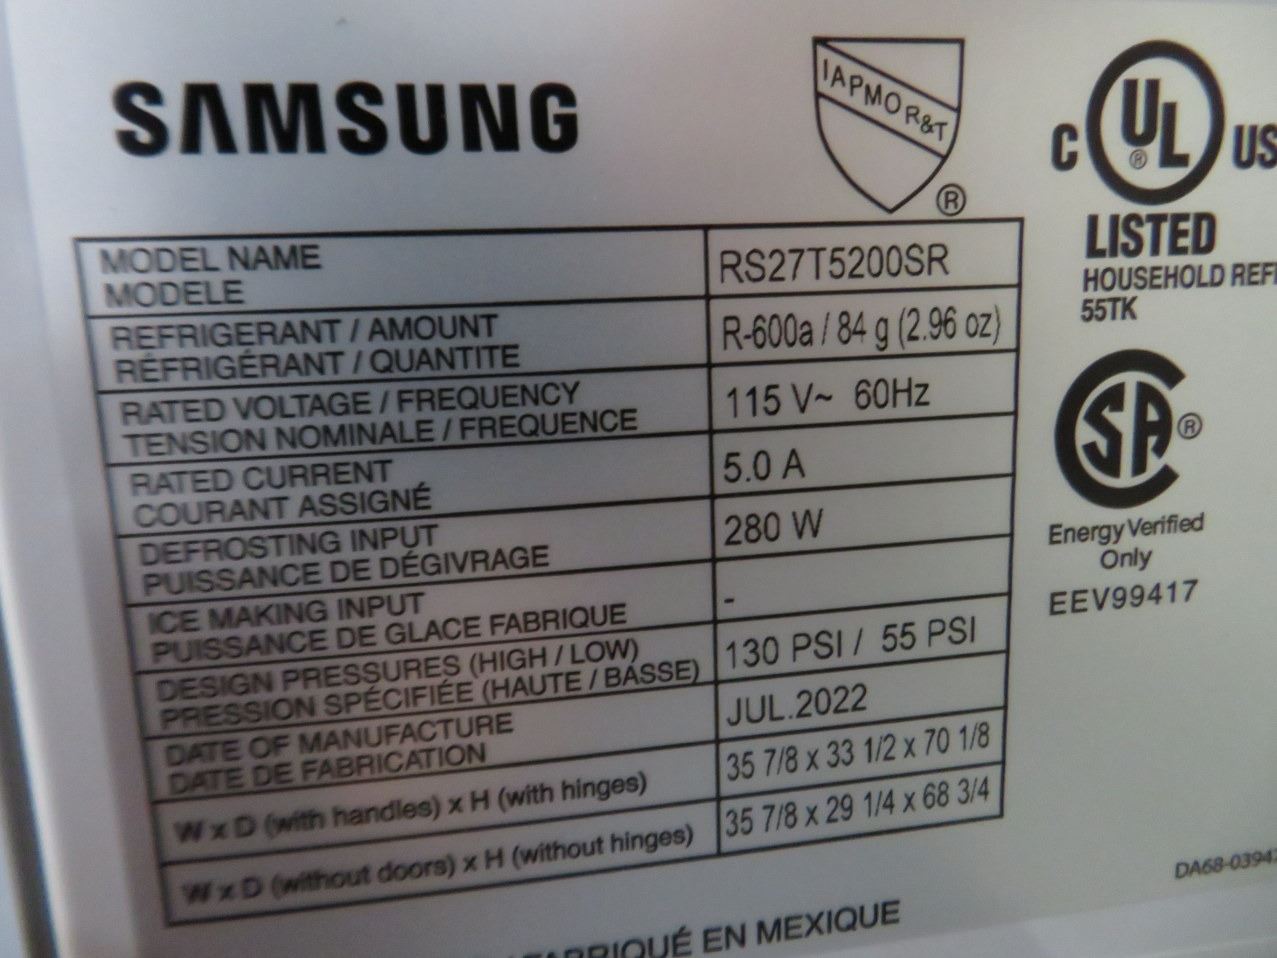 SAMSUNG
IAPMO R&T
®
C UL US
®
LISTED
HOUSEHOLD REF
55TK
SA ®
Energy Verified
Only
EEV99417
MODEL NAME
MODELE
RS27T5200SR
REFRIGERANT / AMOUNT
RÉFRIGÉRANT / QUANTITE
R-600a / 84 g (2.96 oz)
RATED VOLTAGE / FREQUENCY
TENSION NOMINALE / FREQUENCE
115 V~ 60Hz
RATED CURRENT
COURANT ASSIGNÉ
5.0 A
DEFROSTING INPUT
PUISSANCE DE DÉGIVRAGE
280 W
ICE MAKING INPUT
PUISSANCE DE GLACE FABRIQUE
-
DESIGN PRESSURES (HIGH / LOW)
PRESSION SPÉCIFIÉE (HAUTE / BASSE)
130 PSI / 55 PSI
DATE OF MANUFACTURE
DATE DE FABRICATION
JUL.2022
W x D (with handles) x H (with hinges)
35 7/8 x 33 1/2 x 70 1/8
W x D (without doors) x H (without hinges)
35 7/8 x 29 1/4 x 68 3/4
DA68-0394
FABRIQUÉ EN MEXIQUE